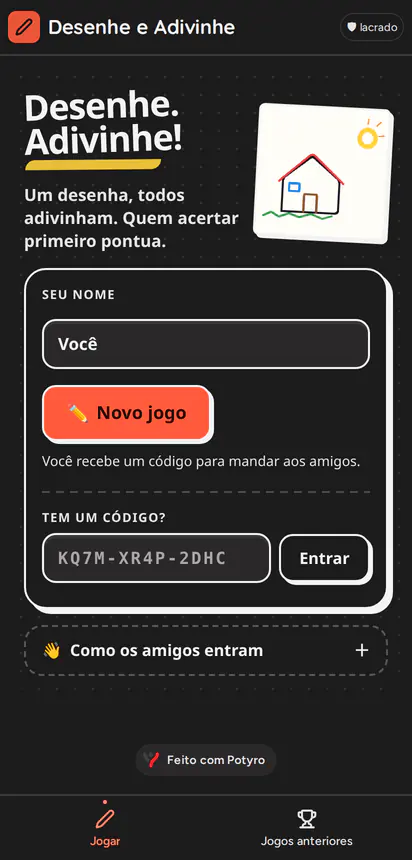 Desenhe e Adivinhe
lacrado
Desenhe.
Adivinhe!
Um desenha, todos
adivinham. Quem acertar
primeiro pontua.
SEU NOME
Você
Novo jogo
Você recebe um código para mandar aos amigos.
TEM UM CÓDIGO?
KQ7M-XR4P-2DHC
Entrar
Como os amigos entram
Feito com Potyro
Jogar
Jogos anteriores